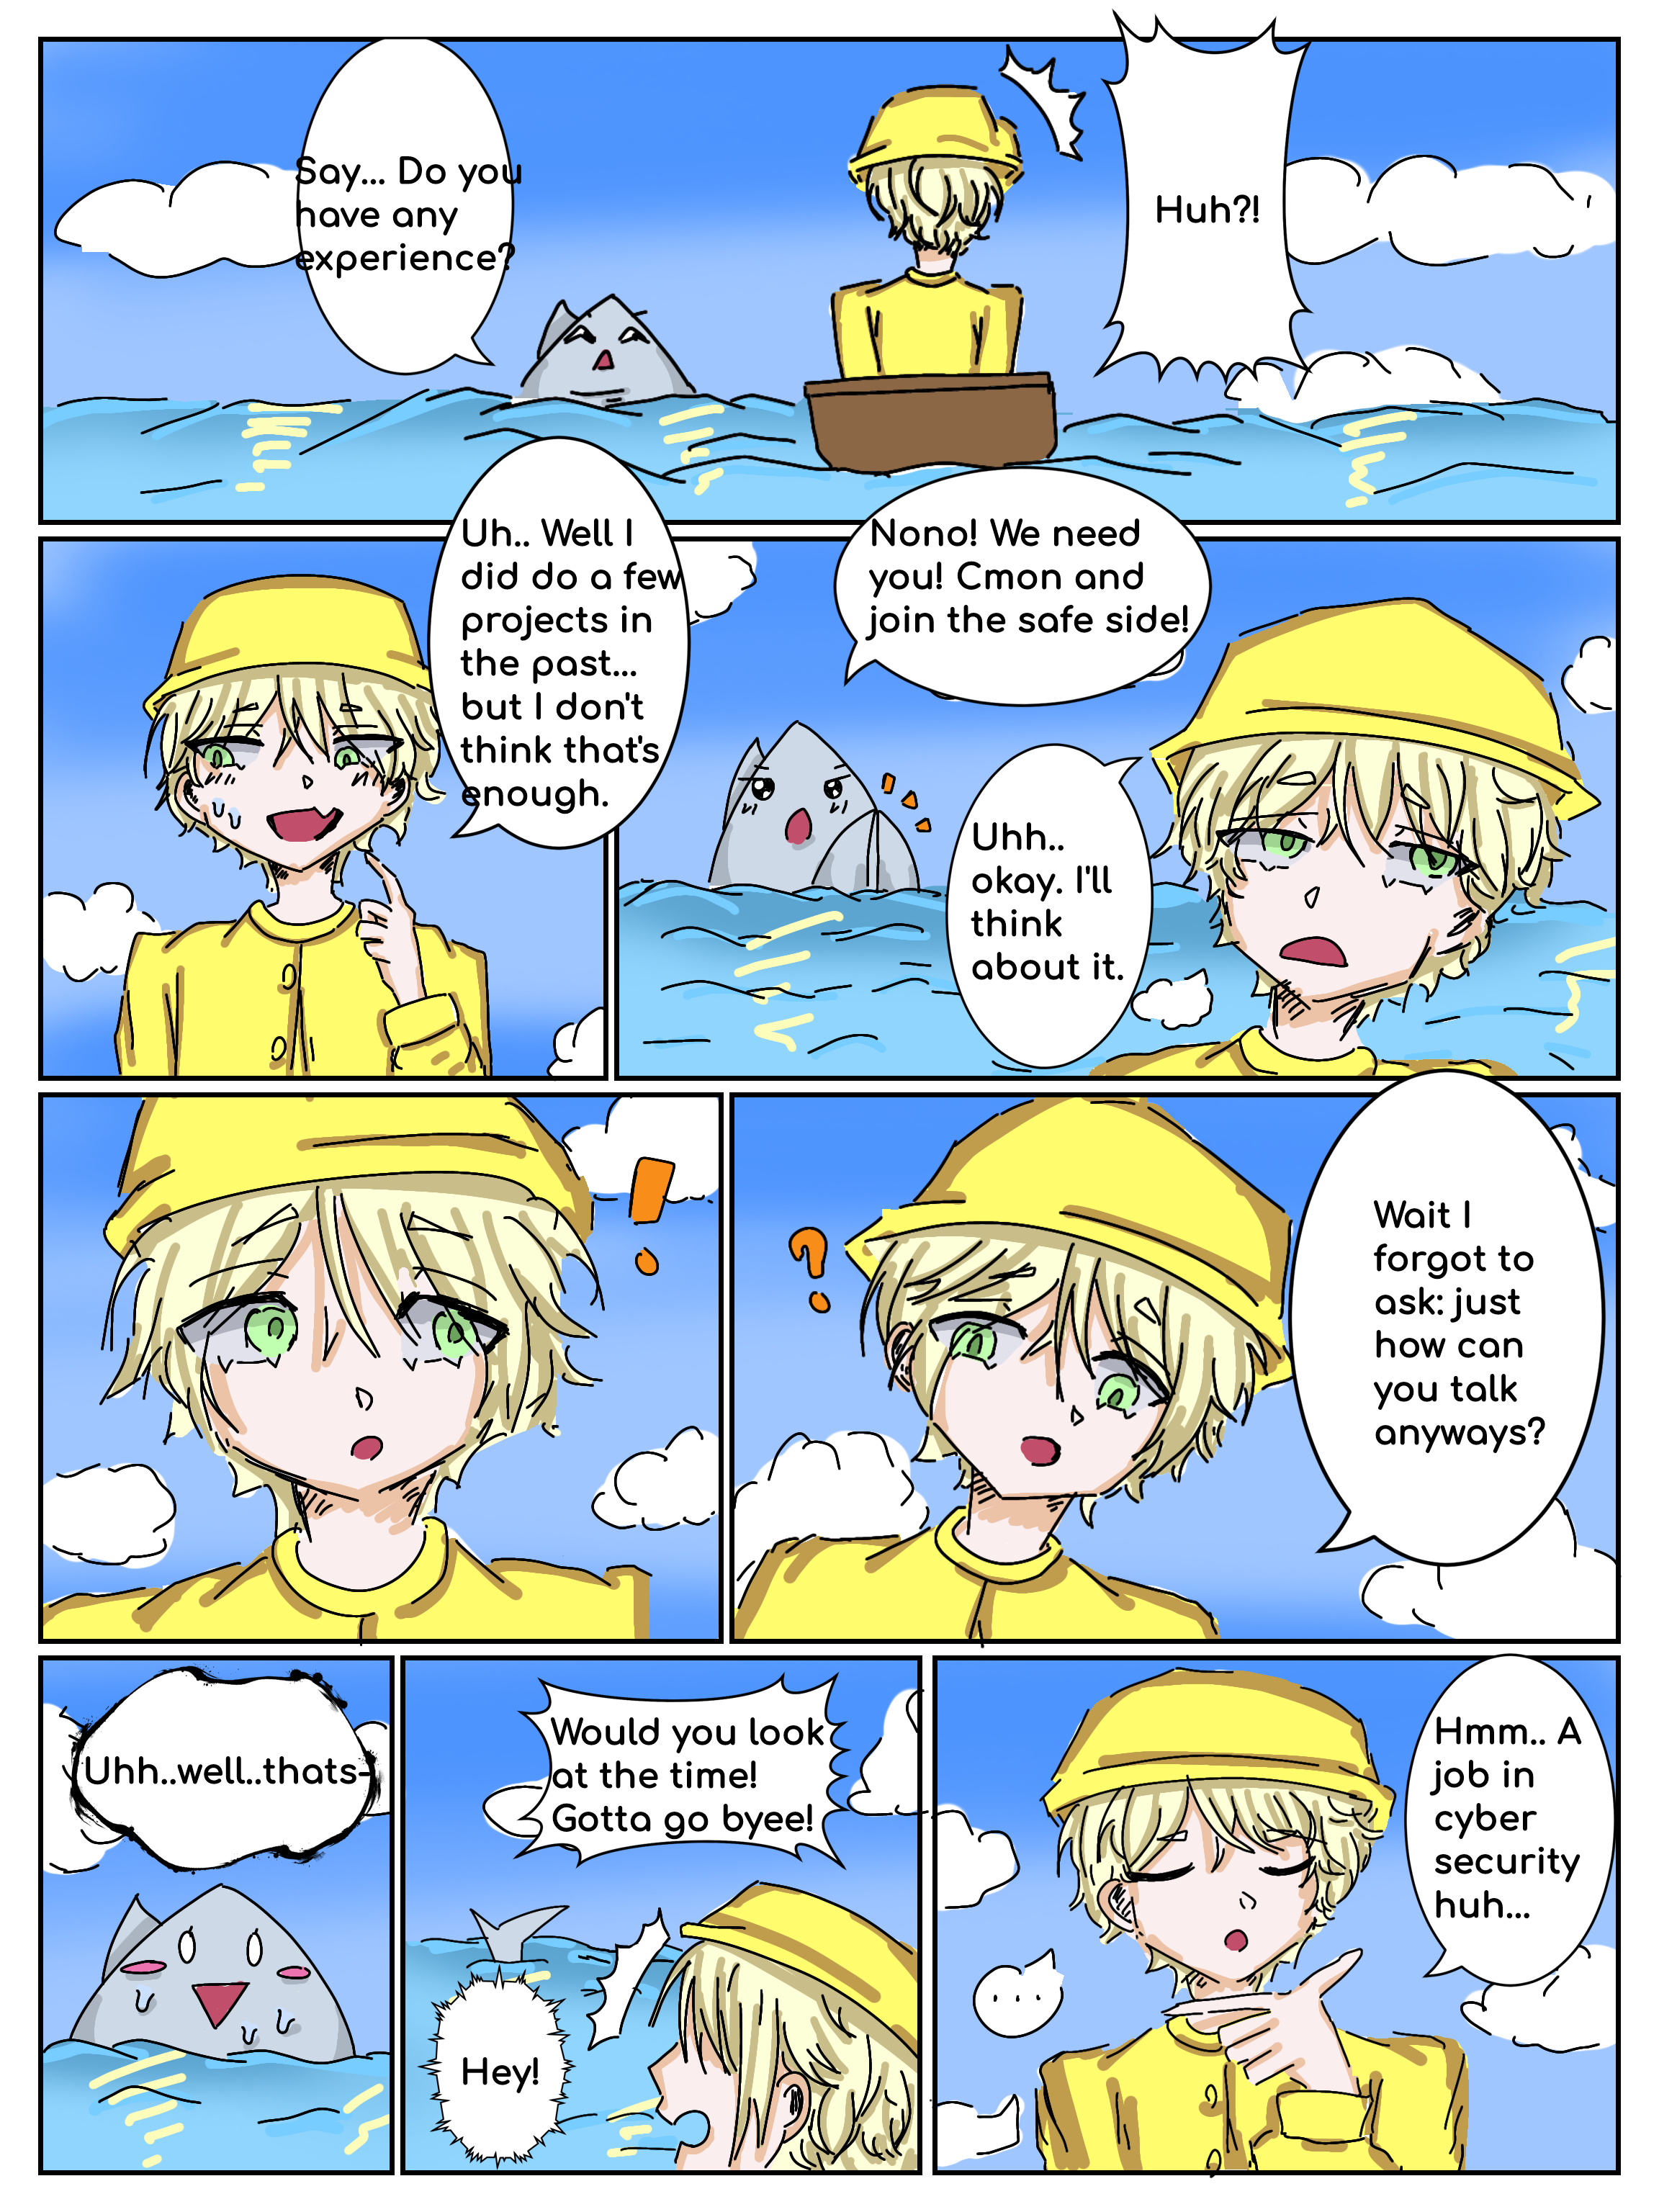 Say... Do you
have any
experience?
Huh?!
Uh.. Well I
did do a few
projects in
the past...
but I don't
think that's
enough.
Nono! We need
you! Cmon and
join the safe side!
Uhh..
okay. I'll
think
about it.
Wait I
forgot to
ask: just
how can
you talk
anyways?
Uhh..well..thats-
Would you look
at the time!
Gotta go byee!
Hey!
Hmm.. A
job in
cyber
security
huh...
...